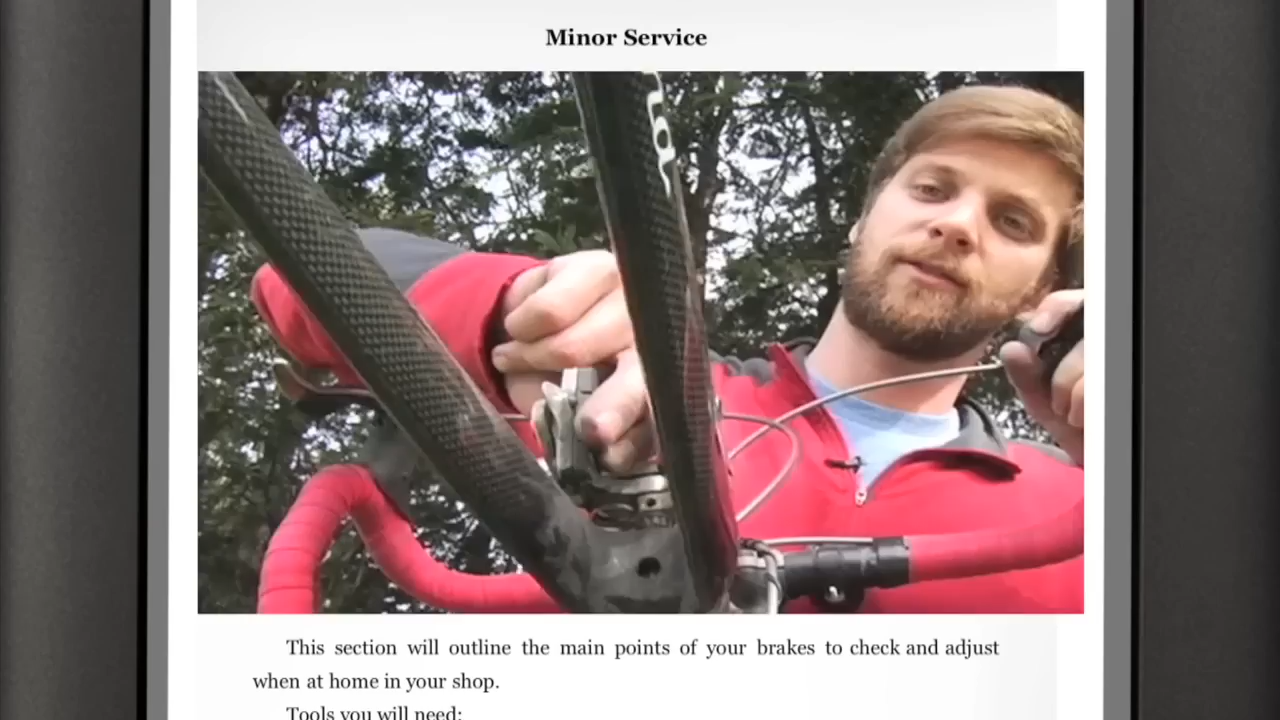 Minor Service
This section will outline the main points of your brakes to check and adjust
when at home in your shop.
Tools you will need: